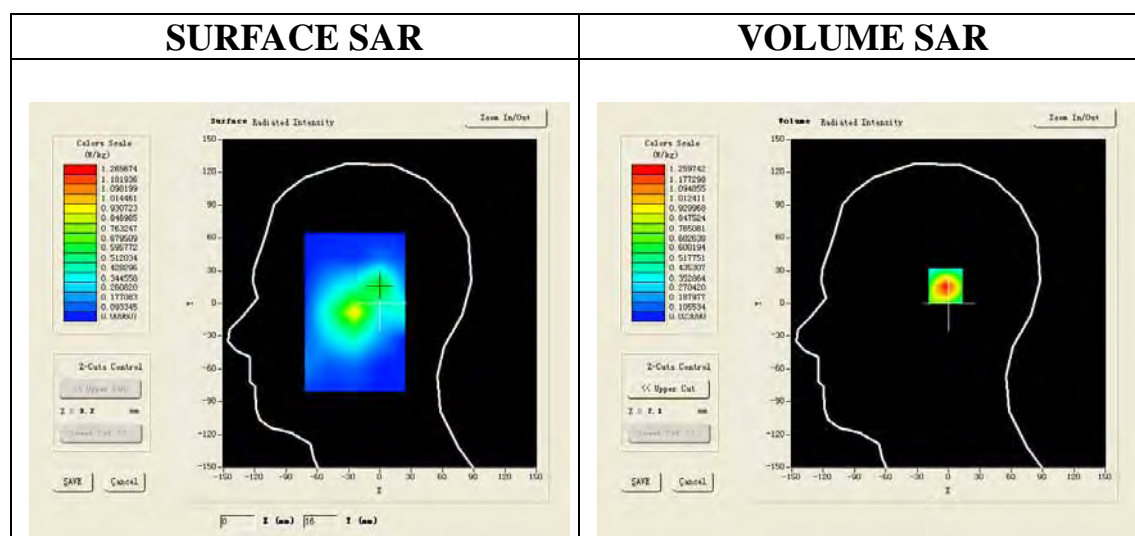 SURFACE SAR
VOLUME SAR
Surface Radiated Intensity
Zoom In/Out
Colors Scale
(W/kg)
1.265674
1.181936
1.098199
1.014461
0.930723
0.846985
0.763247
0.679509
0.595772
0.512034
0.428296
0.344558
0.260820
0.177083
0.093345
150
120
90
60
30
0
-30
-60
-90
-120
-150
Y
-150 -120 -90 -60 -30 0 30 60 90 120 150
X
Z-Cuts Control
<< Upper Cut
Z =
mm
SAVE
Cancel
0 X (mm) 16 Y (mm)
Volume Radiated Intensity
Zoom In/Out
Colors Scale
(W/kg)
1.259742
1.177298
1.094855
1.012411
0.929968
0.847524
0.765081
0.682638
0.600194
0.517751
0.435307
0.352864
0.270420
0.187977
0.105534
0.023090
150
120
90
60
30
0
-30
-60
-90
-120
-150
Y
-150 -120 -90 -60 -30 0 30 60 90 120 150
X
Z-Cuts Control
<< Upper Cut
Z =
mm
SAVE
Cancel